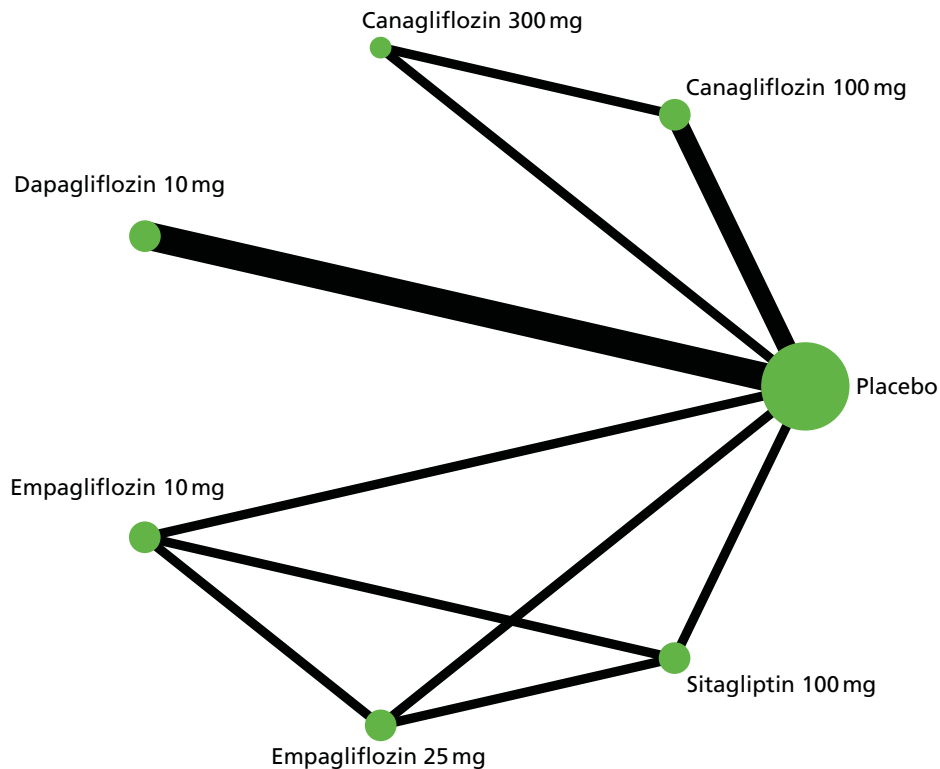 Canagliflozin 300 mg
Canagliflozin 100 mg
Dapagliflozin 10 mg
Placebo
Empagliflozin 10 mg
Sitagliptin 100 mg
Empagliflozin 25 mg